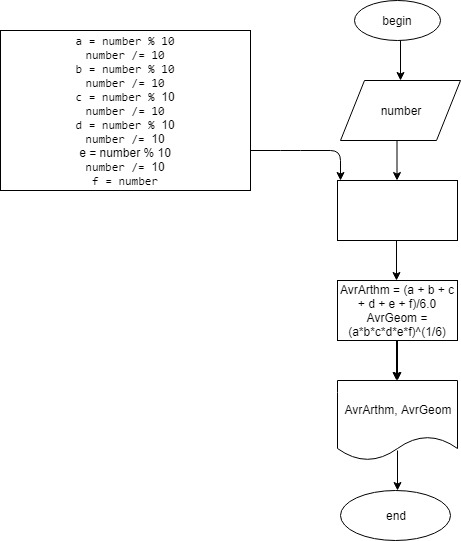 begin
number
a = number % 10
number /= 10
b = number % 10
number /= 10
c = number % 10
number /= 10
d = number % 10
number /= 10
e = number % 10
number /= 10
f = number
AvrArthm = (a + b + c
+ d + e + f)/6.0
AvrGeom =
(a*b*c*d*e*f)^(1/6)
AvrArthm, AvrGeom
end